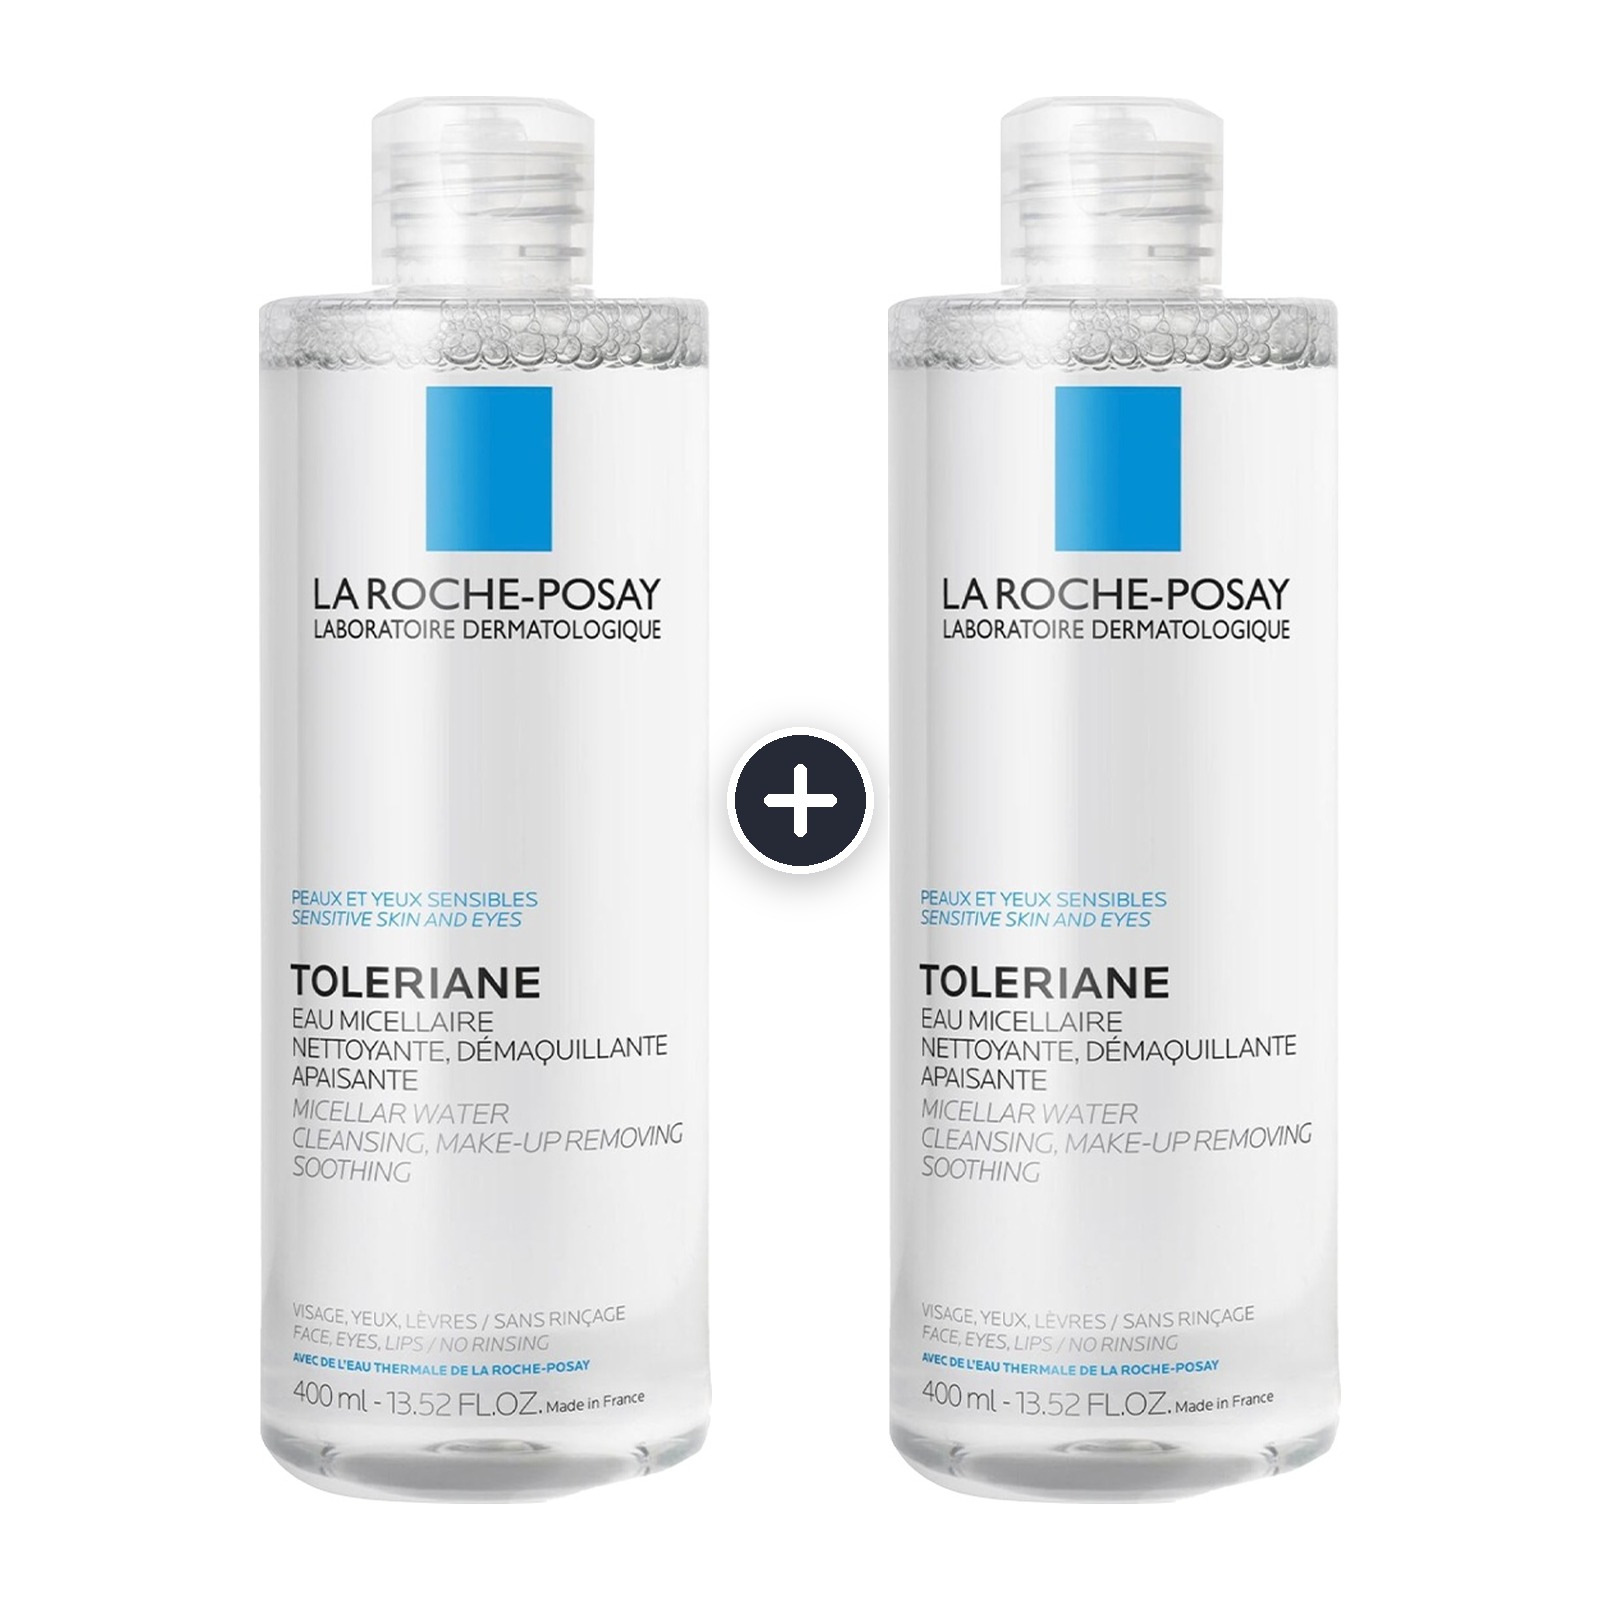 LA ROCHE-POSAY
LABORATOIRE DERMATOLOGIQUE
PEAUX ET YEUX SENSIBLES
SENSITIVE SKIN AND EYES
TOLERIANE
EAU MICELLAIRE
NETTOYANTE, DÉMAQUILLANTE
APAISANTE
MICELLAR WATER
CLEANSING, MAKE-UP REMOVING
SOOTHING
VISAGE, YEUX, LÈVRES / SANS RINÇAGE
FACE, EYES, LIPS / NO RINSING
AVEC DE L'EAU THERMALE DE LA ROCHE-POSAY
400 ml - 13.52 FL.OZ. Made in France
LA ROCHE-POSAY
LABORATOIRE DERMATOLOGIQUE
PEAUX ET YEUX SENSIBLES
SENSITIVE SKIN AND EYES
TOLERIANE
EAU MICELLAIRE
NETTOYANTE, DÉMAQUILLANTE
APAISANTE
MICELLAR WATER
CLEANSING, MAKE-UP REMOVING
SOOTHING
VISAGE, YEUX, LÈVRES / SANS RINÇAGE
FACE, EYES, LIPS / NO RINSING
AVEC DE L'EAU THERMALE DE LA ROCHE-POSAY
400 ml - 13.52 FL.OZ. Made in France